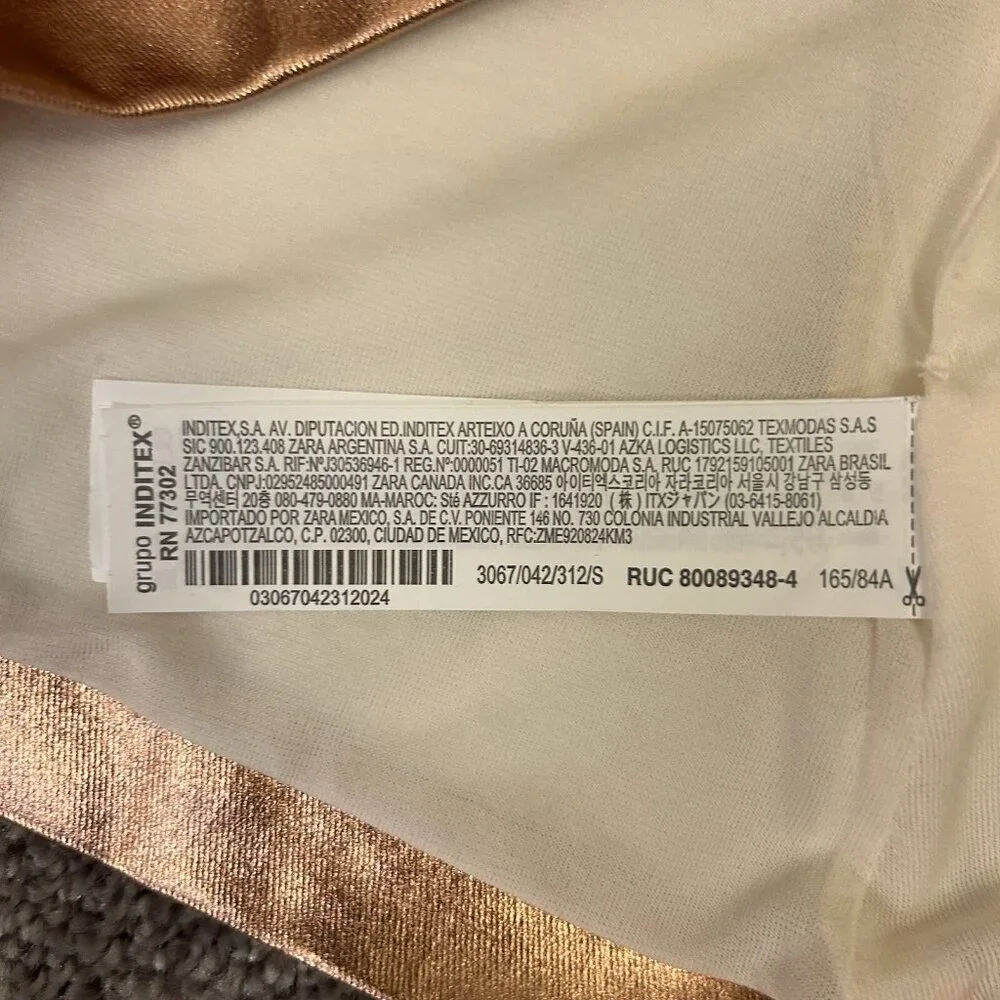 grupo INDITEX®
RN 77302
INDITEX,S.A. AV. DIPUTACION ED.INDITEX ARTEIXO A CORUÑA (SPAIN) C.I.F. A-15075062 TEXMODAS S.A.S
SIC 900.123.408 ZARA ARGENTINA S.A. CUIT:30-69314836-3 V-436-01 AZKA LOGISTICS LLC, TEXTILES
ZANZIBAR S.A. RIF:NºJ30536946-1 REG.Nº:0000051 TI-02 MACROMODA S.A. RUC 1792159105001 ZARA BRASIL
LTDA. CNPJ:02952485000491 ZARA CANADA INC.CA 36685 아이티엑스코리아 자라코리아 서울시 강남구 삼성동
무역센터 20층 080-479-0880 MA-MAROC: Sté AZZURRO IF : 1641920 (株) ITXジャパン (03-6415-8061)
IMPORTADO POR ZARA MEXICO, S.A. DE C.V. PONIENTE 146 NO. 730 COLONIA INDUSTRIAL VALLEJO ALCALDIA
AZCAPOTZALCO, C.P. 02300, CIUDAD DE MEXICO, RFC:ZME920824KM3
3067/042/312/S RUC 80089348-4 165/84A
03067042312024